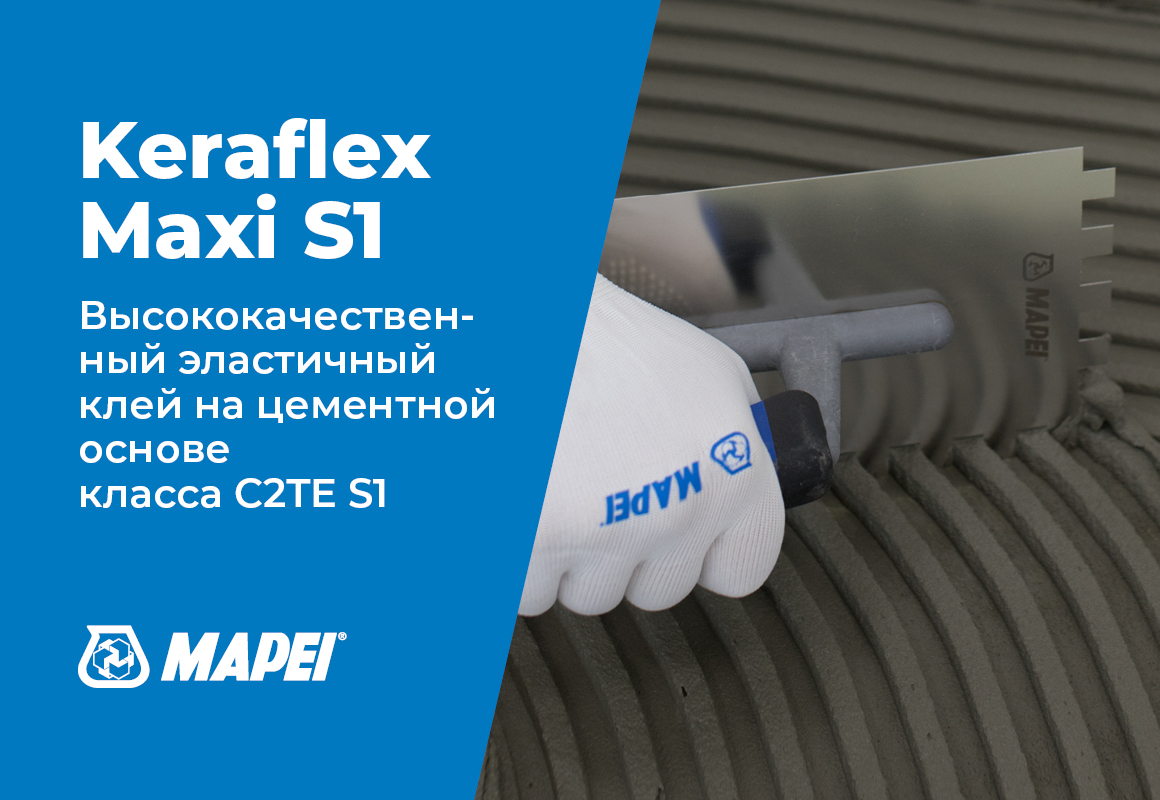 Keraflex
Maxi S1
Высококачествен-
ный эластичный
клей на цементной
основе
класса C2TE S1
MAPEI®
MAPEI
MAPEI